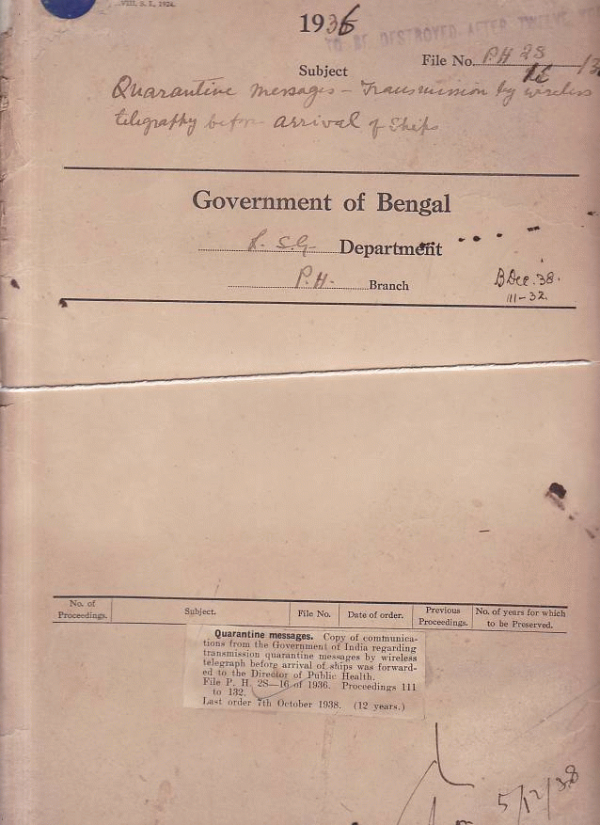 VIII. S. I., 1924.
1936
TO BE DESTROYED AFTER TWELVE
File No. P.H 2S
16
Subject
Quarantine messages - Transmission by wireless
telegraphy before arrival of Ships
Government of Bengal
L. S.G. Department
P.H. Branch
B Dec. 38.
111-32.
No. of Proceedings. Subject. File No. Date of order. Previous Proceedings. No. of years for which to be Preserved.
Quarantine messages. Copy of communica-
tions from the Government of India regarding
transmission quarantine messages by wireless
telegraph before arrival of ships was forward-
ed to the Director of Public Health.
File P. H. 2S—16 of 1936. Proceedings 111
to 132.
Last order 7th October 1938. (12 years.)
5/12/38